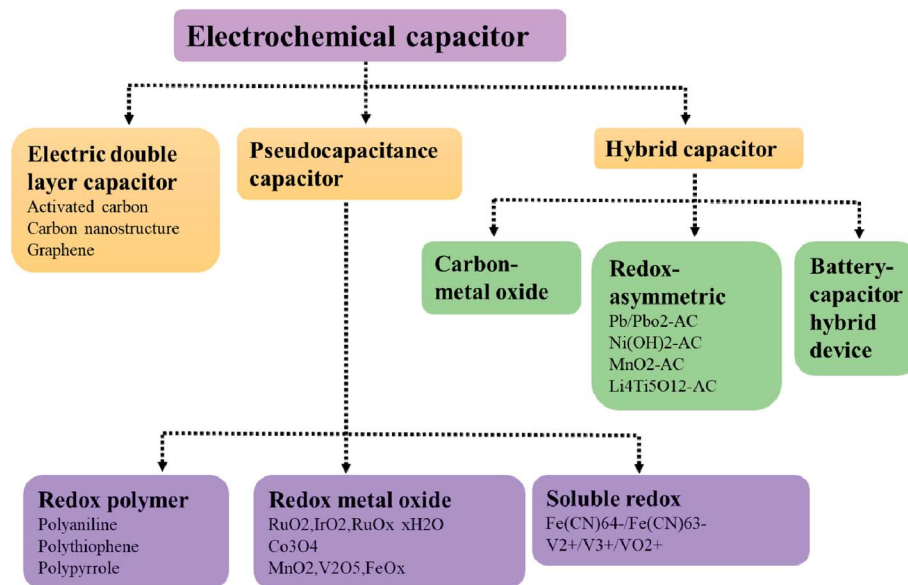 Electrochemical capacitor
Electric double
layer capacitor
Activated carbon
Carbon nanostructure
Graphene
Pseudocapacitance
capacitor
Hybrid capacitor
Carbon-
metal oxide
Redox-
asymmetric
Pb/Pbo2-AC
Ni(OH)2-AC
MnO2-AC
Li4Ti5O12-AC
Battery-
capacitor
hybrid
device
Redox polymer
Polyaniline
Polythiophene
Polypyrrole
Redox metal oxide
RuO2,IrO2,RuOx xH2O
Co3O4
MnO2,V2O5,FeOx
Soluble redox
Fe(CN)64-/Fe(CN)63-
V2+/V3+/VO2+